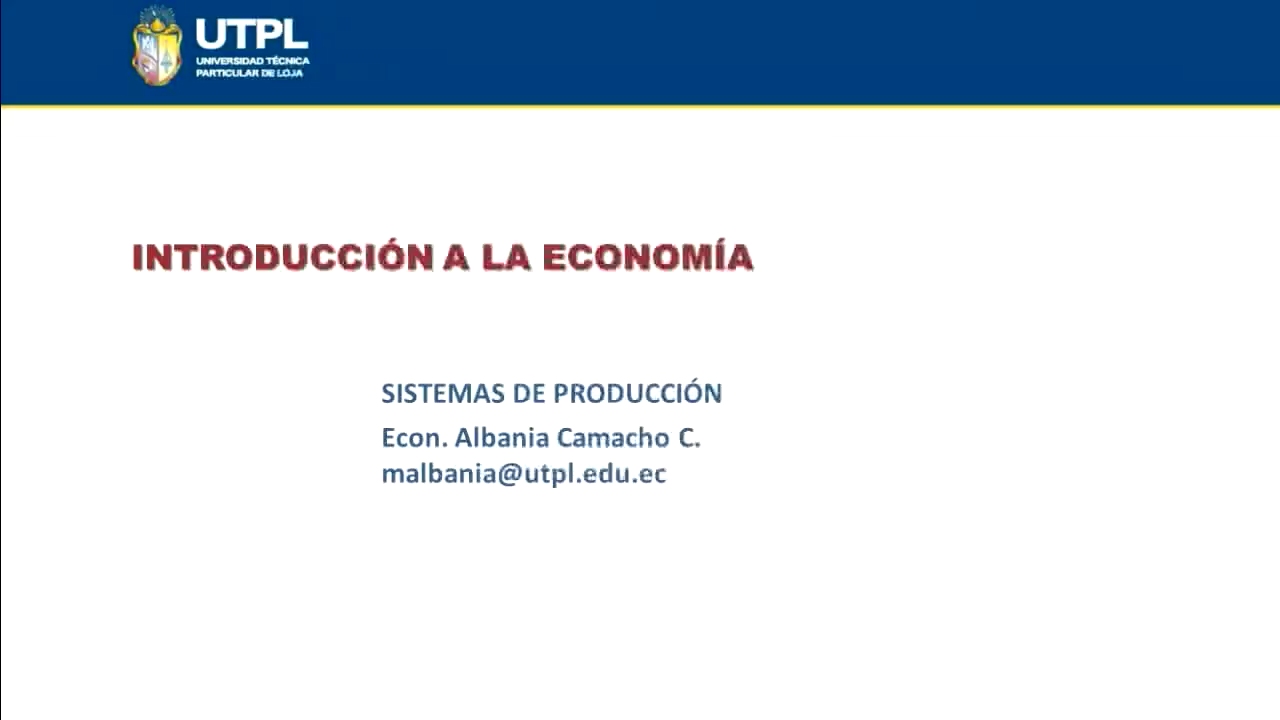 UTPL
UNIVERSIDAD TÉCNICA
PARTICULAR DE LOJA
INTRODUCCIÓN A LA ECONOMÍA
SISTEMAS DE PRODUCCIÓN
Econ. Albania Camacho C.
malbania@utpl.edu.ec